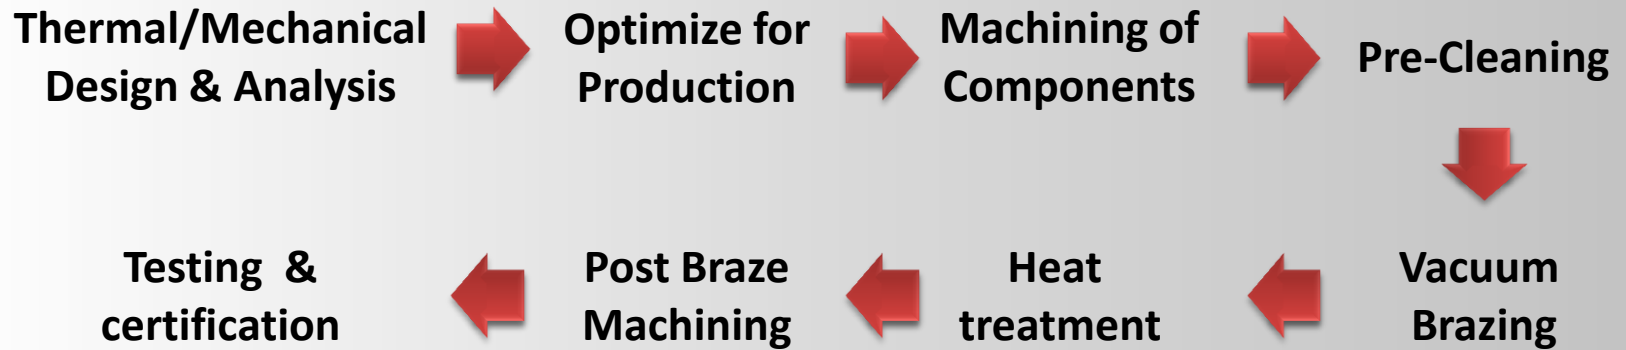 Thermal/Mechanical
Design & Analysis
Optimize for
Production
Machining of
Components
Pre-Cleaning
Vacuum
Brazing
Heat
treatment
Post Braze
Machining
Testing &
certification